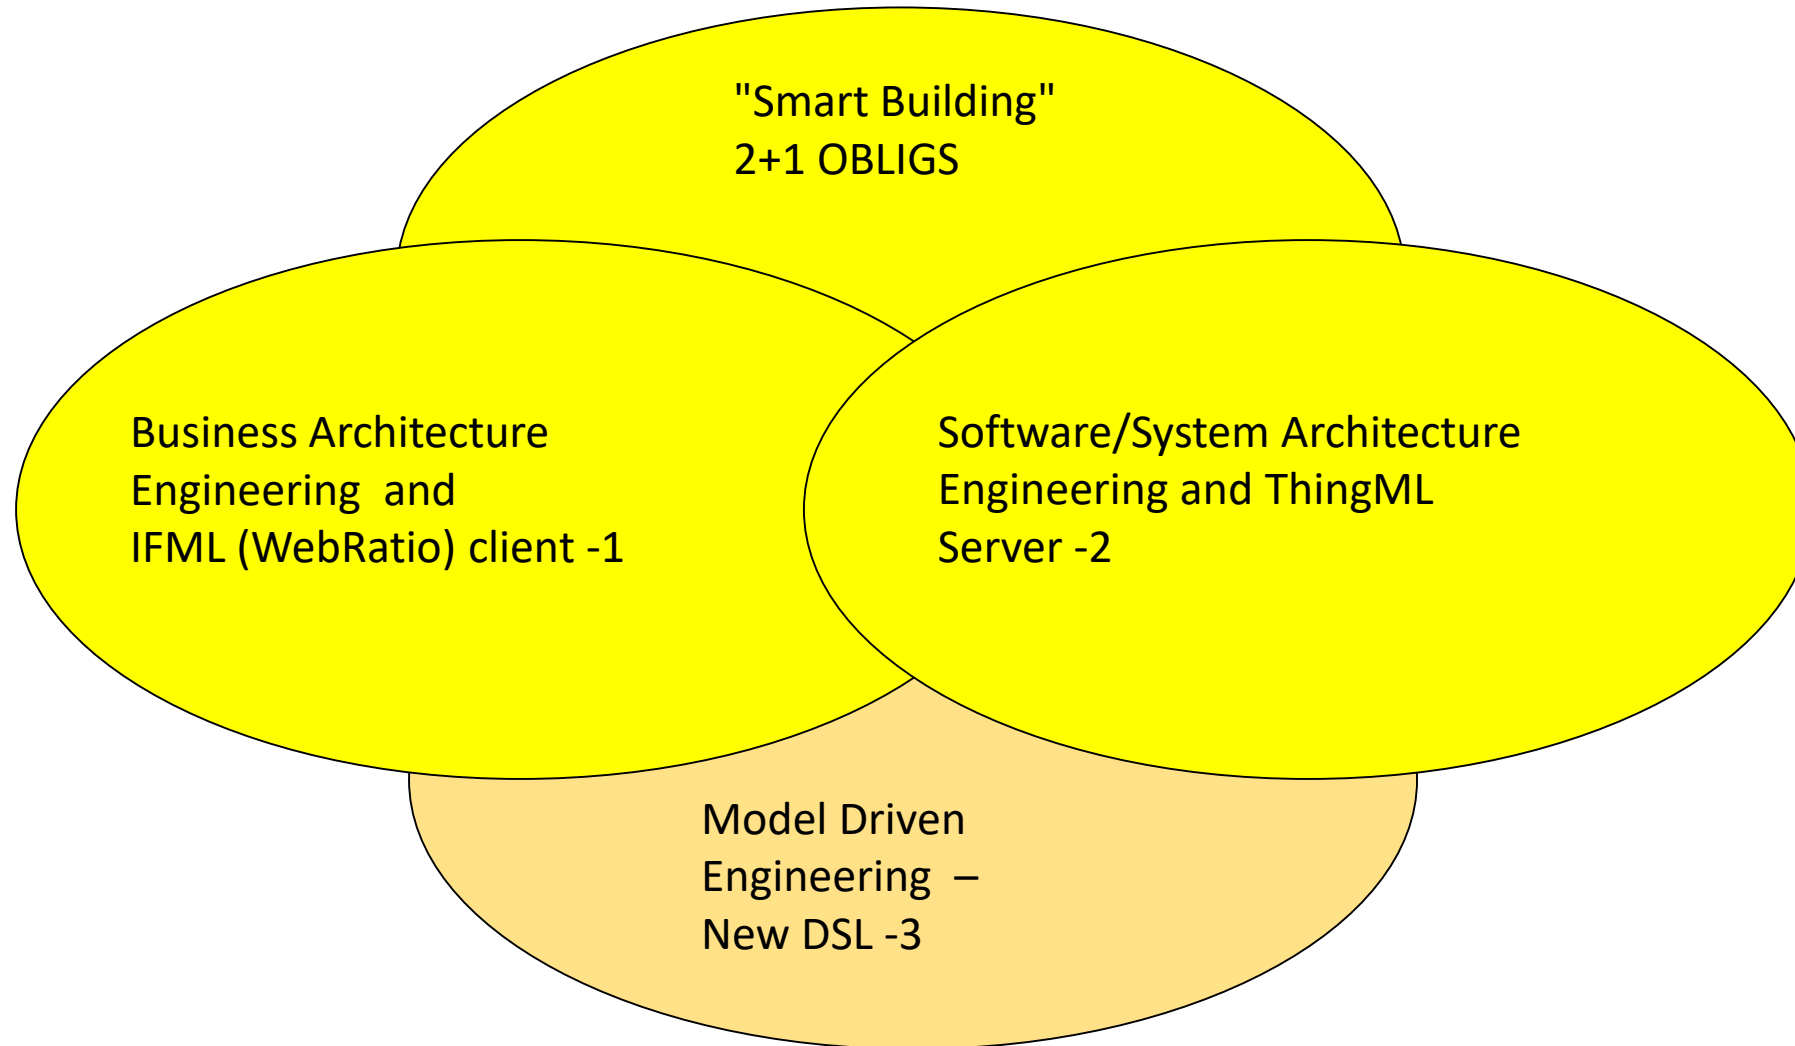 "Smart Building"
2+1 OBLIGS
Business Architecture
Engineering  and
IFML (WebRatio) client -1
Software/System Architecture
Engineering and ThingML
Server -2
Model Driven
Engineering  –
New DSL -3